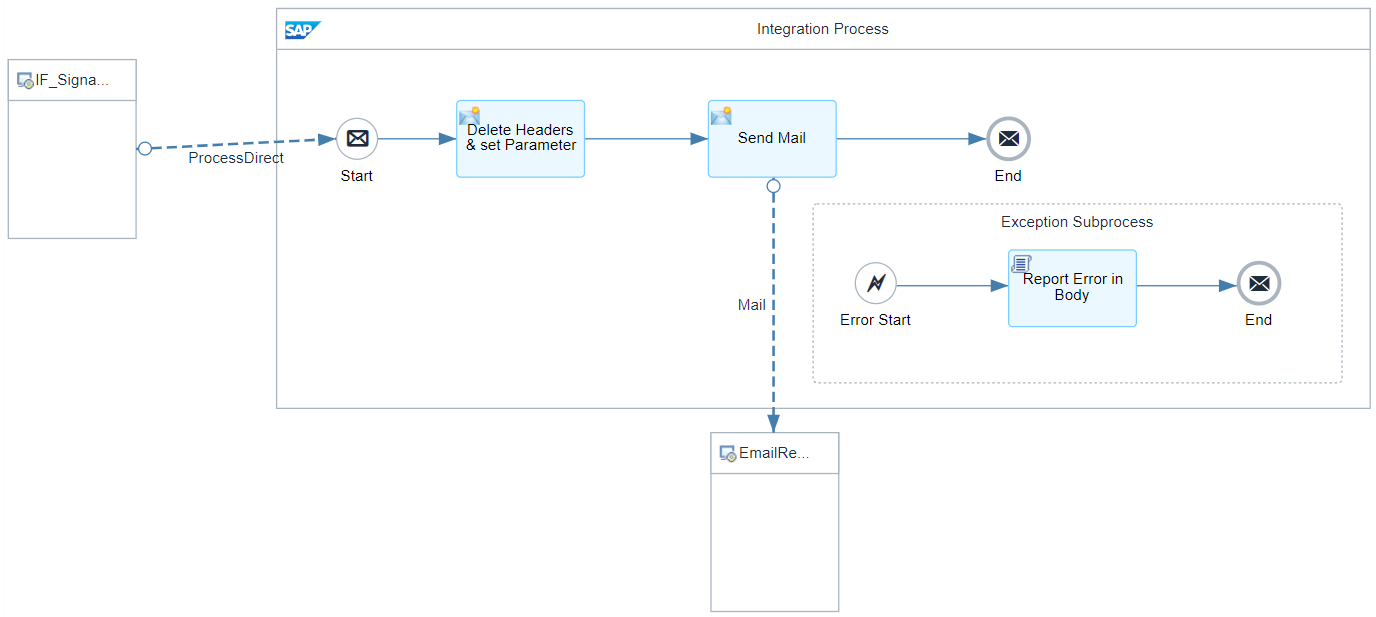 SAP
Integration Process
IF_Signa...
ProcessDirect
Start
Delete Headers
& set Parameter
Send Mail
End
Exception Subprocess
Error Start
Report Error in
Body
End
Mail
EmailRe...